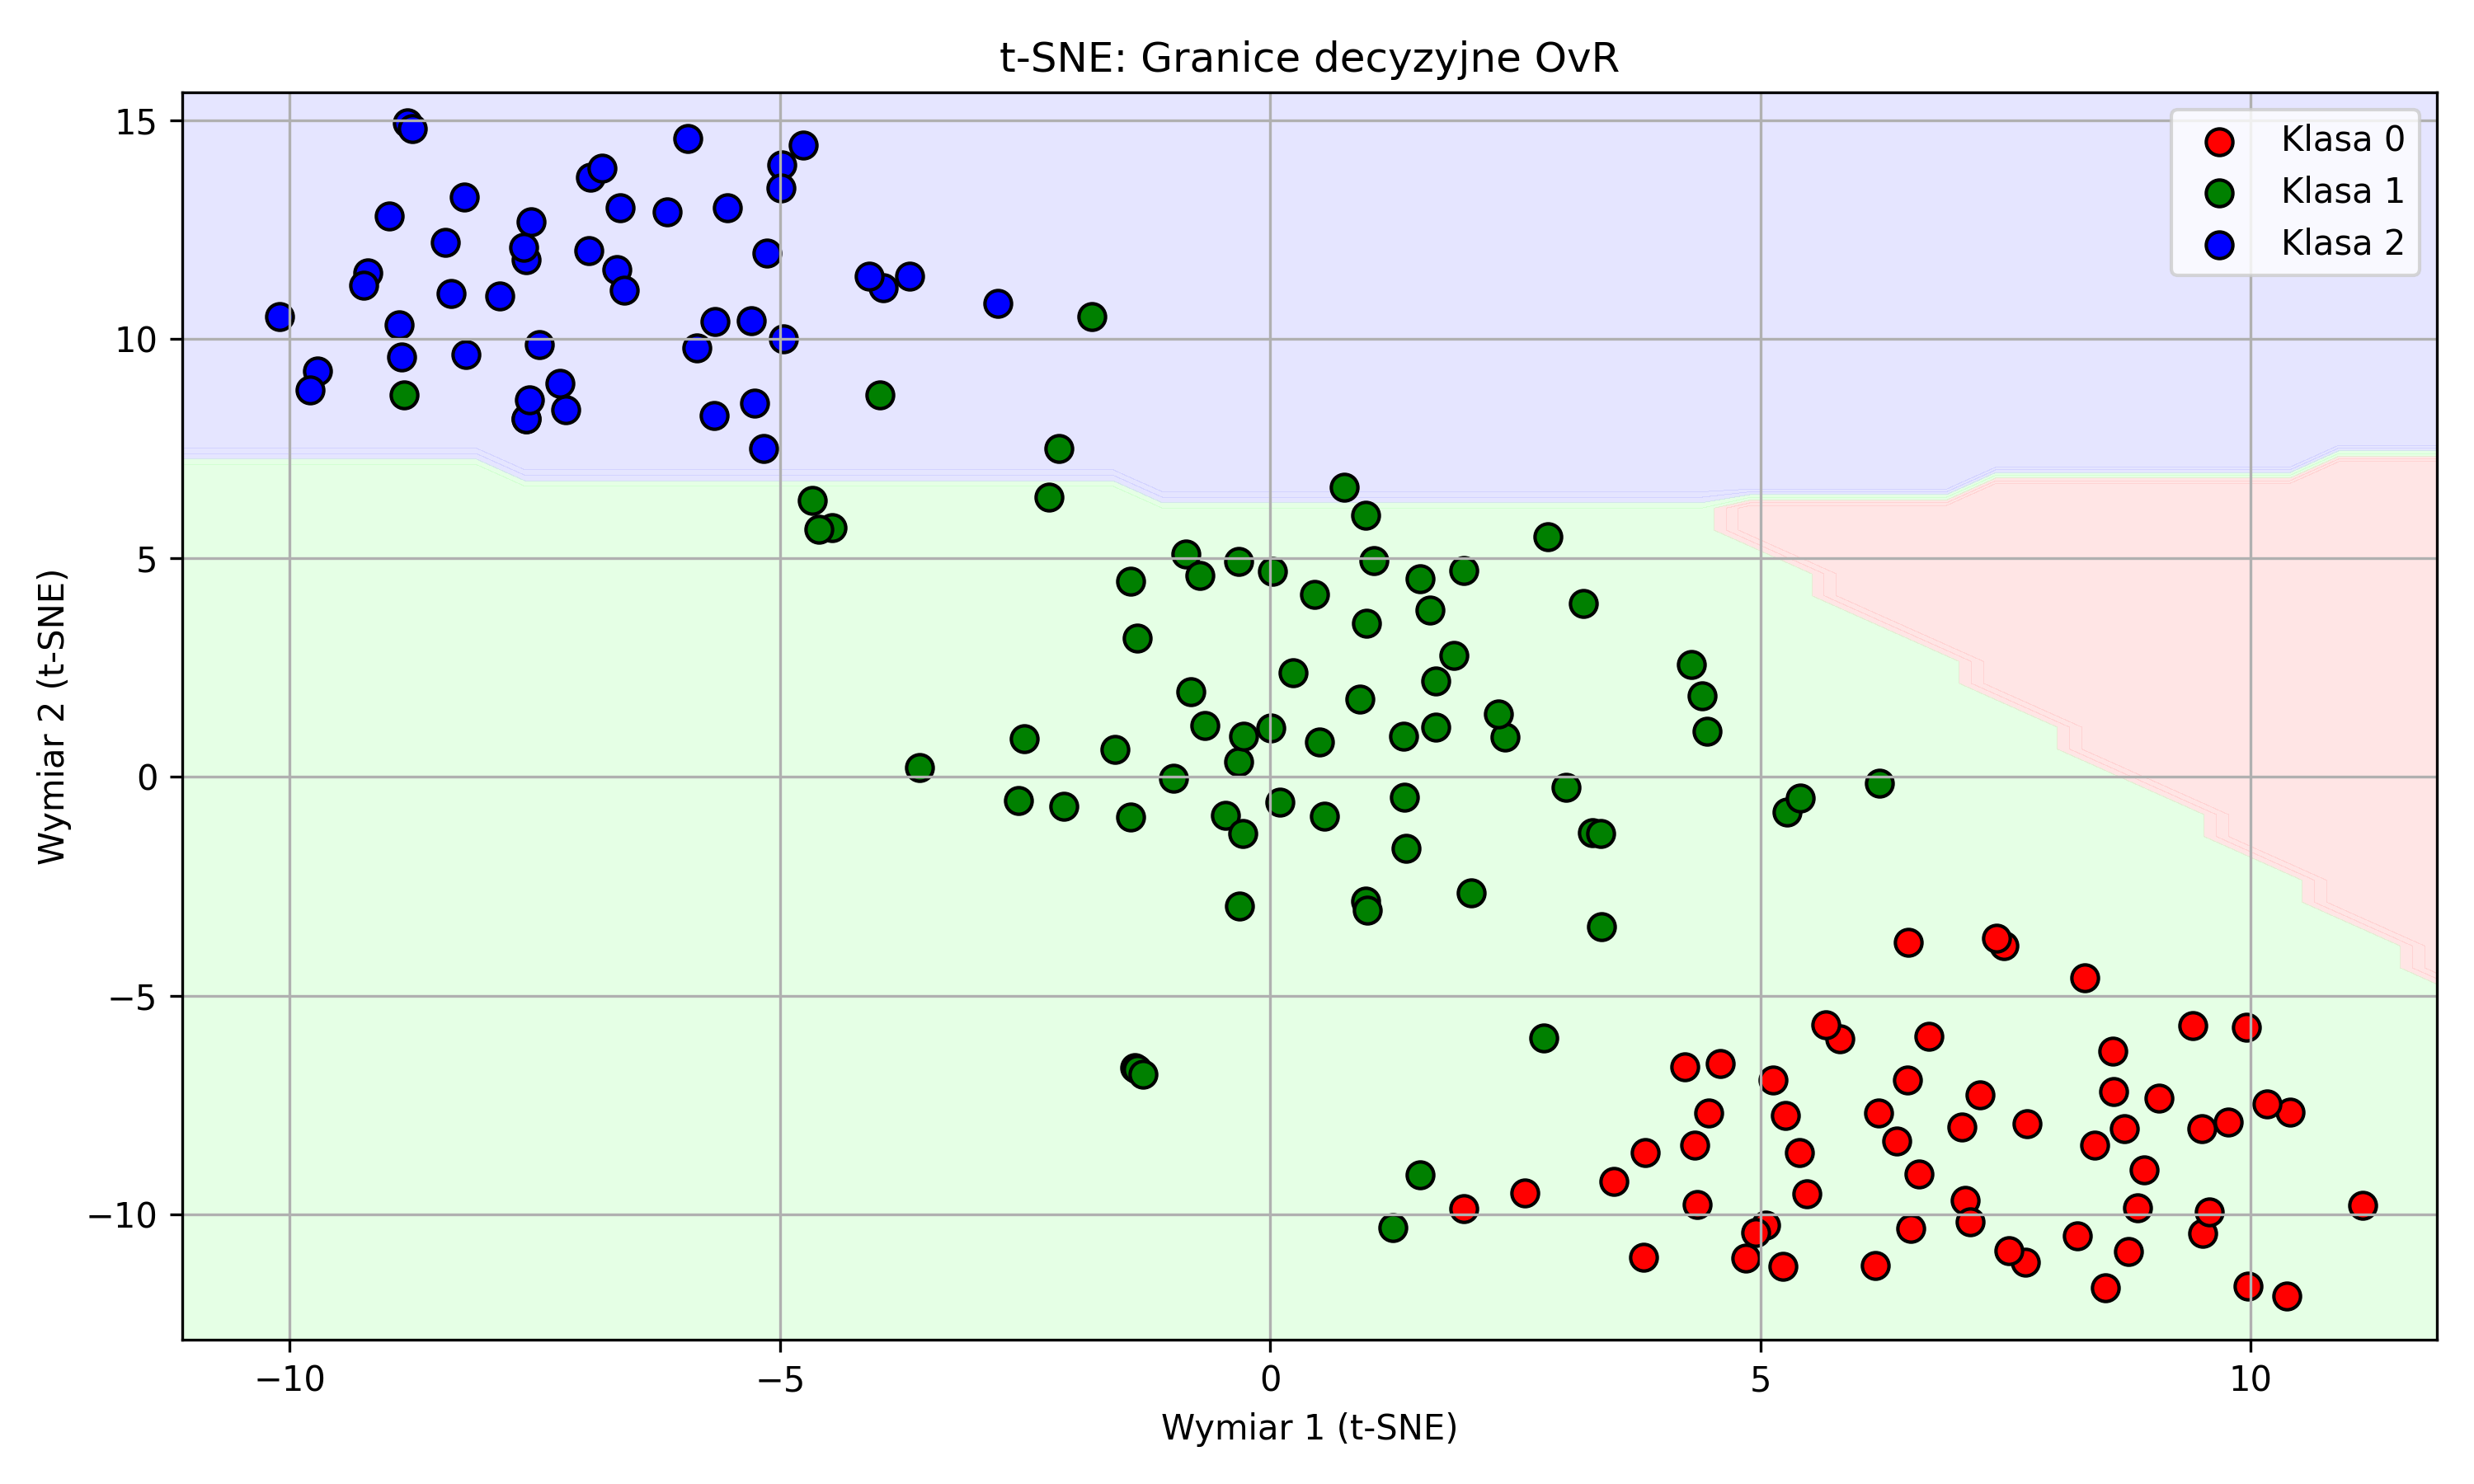 t-SNE: Granice decyzyjne OvR
Klasa 0
Klasa 1
Klasa 2
15
10
5
0
−5
−10
Wymiar 2 (t-SNE)
−10
−5
0
5
10
Wymiar 1 (t-SNE)